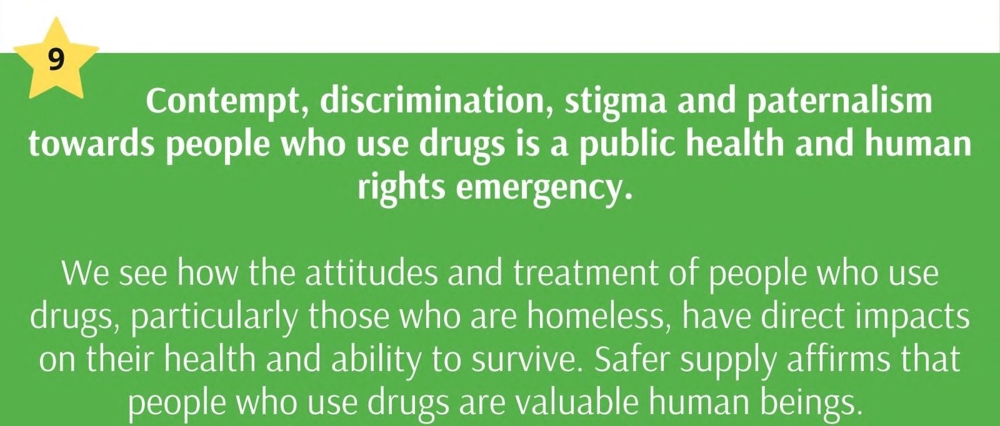 9
Contempt, discrimination, stigma and paternalism
towards people who use drugs is a public health and human
rights emergency.
We see how the attitudes and treatment of people who use
drugs, particularly those who are homeless, have direct impacts
on their health and ability to survive. Safer supply affirms that
people who use drugs are valuable human beings.